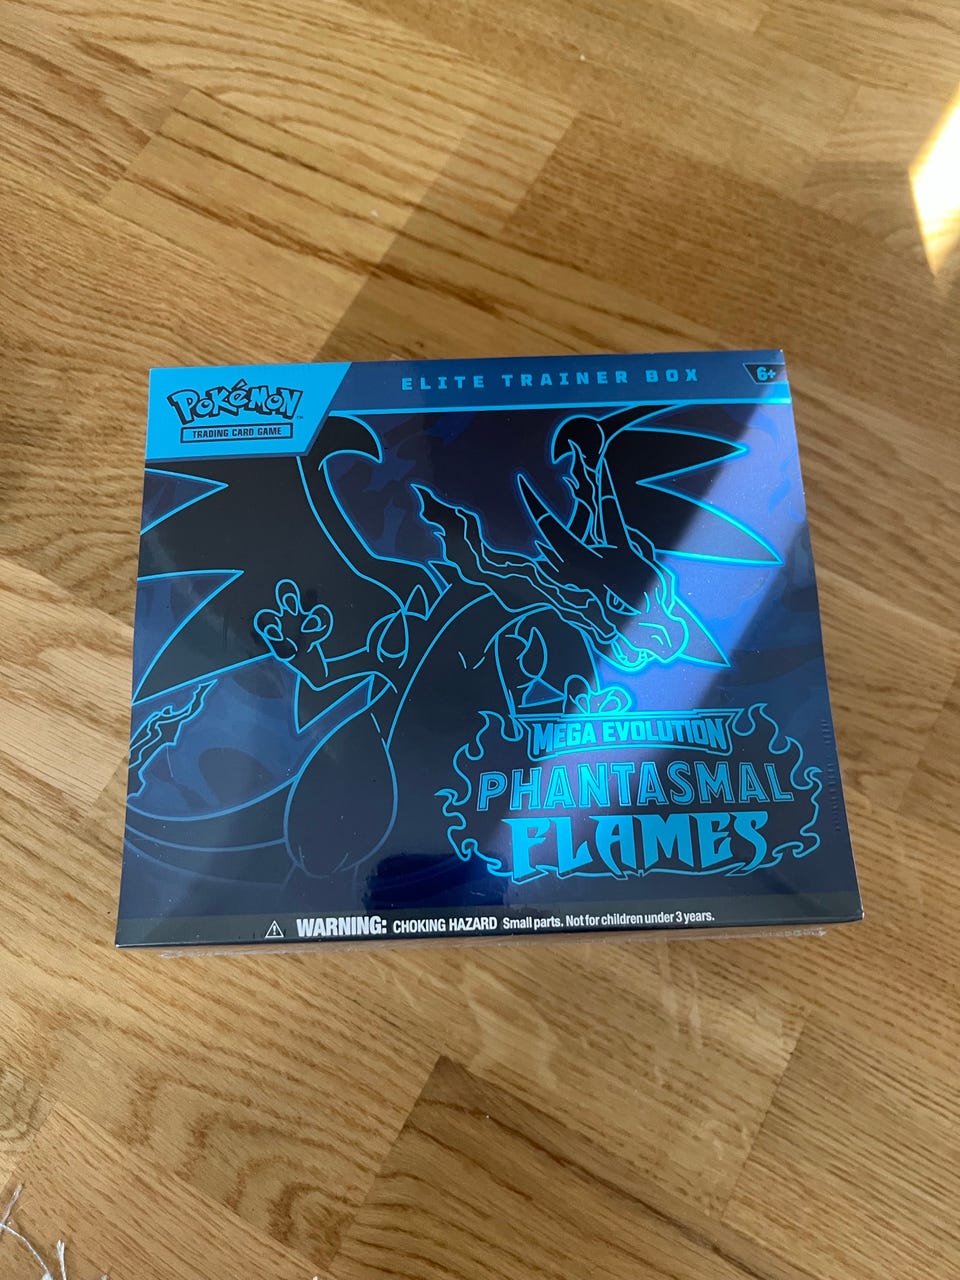 POKéMON™
TRADING CARD GAME
ELITE TRAINER BOX
6+
MEGA EVOLUTION
PHANTASMAL
FLAMES
WARNING: CHOKING HAZARD Small parts. Not for children under 3 years.